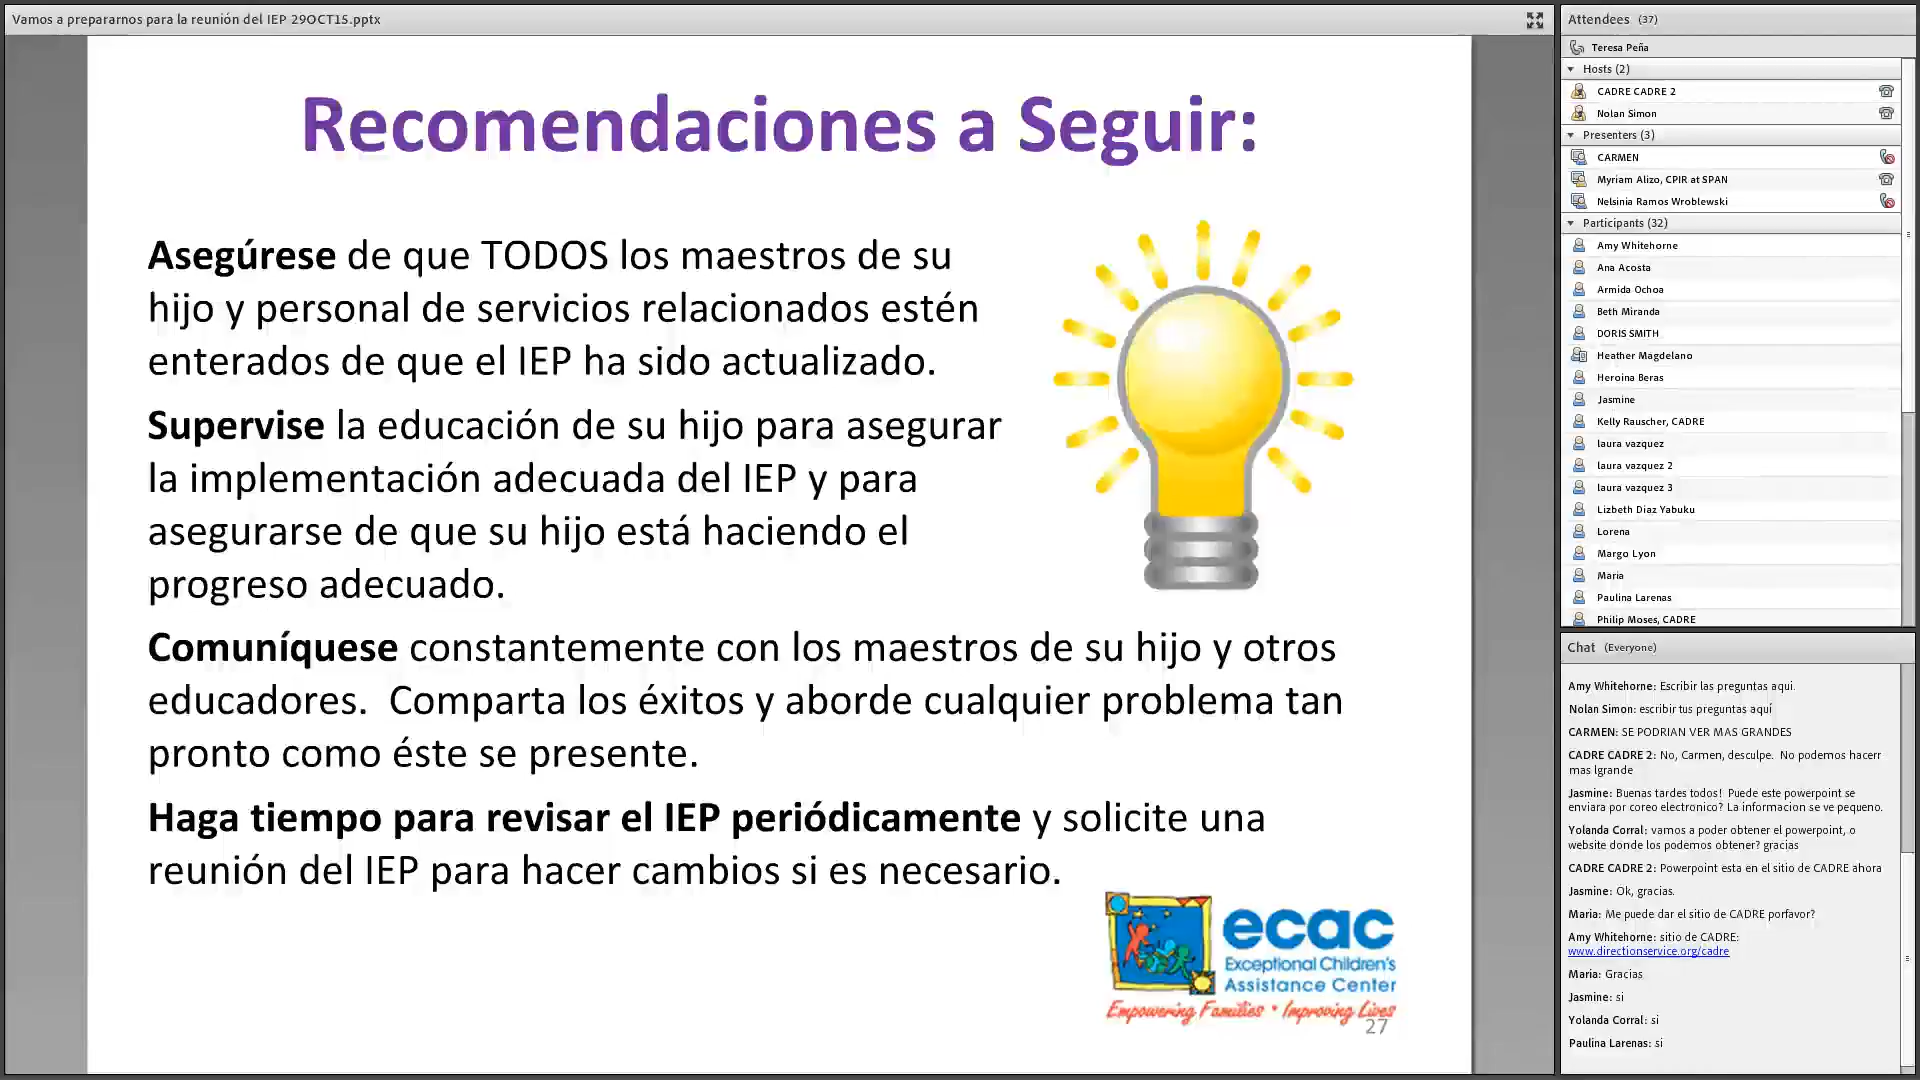 Vamos a prepararnos para la reunión del IEP 29OCT15.pptx
Recomendaciones a Seguir:
Asegúrese de que TODOS los maestros de su
hijo y personal de servicios relacionados estén
enterados de que el IEP ha sido actualizado.
Supervise la educación de su hijo para asegurar
la implementación adecuada del IEP y para
asegurarse de que su hijo está haciendo el
progreso adecuado.
Comuníquese constantemente con los maestros de su hijo y otros
educadores.  Comparta los éxitos y aborde cualquier problema tan
pronto como éste se presente.
Haga tiempo para revisar el IEP periódicamente y solicite una
reunión del IEP para hacer cambios si es necesario.
ecac
Exceptional Children's
Assistance Center
Empowering Families • Improving Lives
27
Attendees (37)
Teresa Peña
Hosts (2)
CADRE CADRE 2
Nolan Simon
Presenters (3)
CARMEN
Myriam Alizo, CPIR at SPAN
Nelsinia Ramos Wroblewski
Participants (32)
Amy Whitehorne
Ana Acosta
Armida Ochoa
Beth Miranda
DORIS SMITH
Heather Magdelano
Heroina Beras
Jasmine
Kelly Rauscher, CADRE
laura vazquez
laura vazquez 2
laura vazquez 3
Lizbeth Diaz Yabuku
Lorena
Margo Lyon
Maria
Paulina Larenas
Philip Moses, CADRE
Chat (Everyone)
Amy Whitehorne: Escribir las preguntas aqui.
Nolan Simon: escribir tus preguntas aquí
CARMEN: SE PODRIAN VER MAS GRANDES
CADRE CADRE 2: No, Carmen, desculpe.  No podemos hacerr
mas lgrande
Jasmine: Buenas tardes todos!  Puede este powerpoint se
enviara por coreo electronico? La informacion se ve pequeno.
Yolanda Corral: vamos a poder obtener el powerpoint, o
website donde los podemos obtener? gracias
CADRE CADRE 2: Powerpoint esta en el sitio de CADRE ahora
Jasmine: Ok, gracias.
Maria: Me puede dar el sitio de CADRE porfavor?
Amy Whitehorne: sitio de CADRE:
www.directionservice.org/cadre
Maria: Gracias
Jasmine: si
Yolanda Corral: si
Paulina Larenas: si